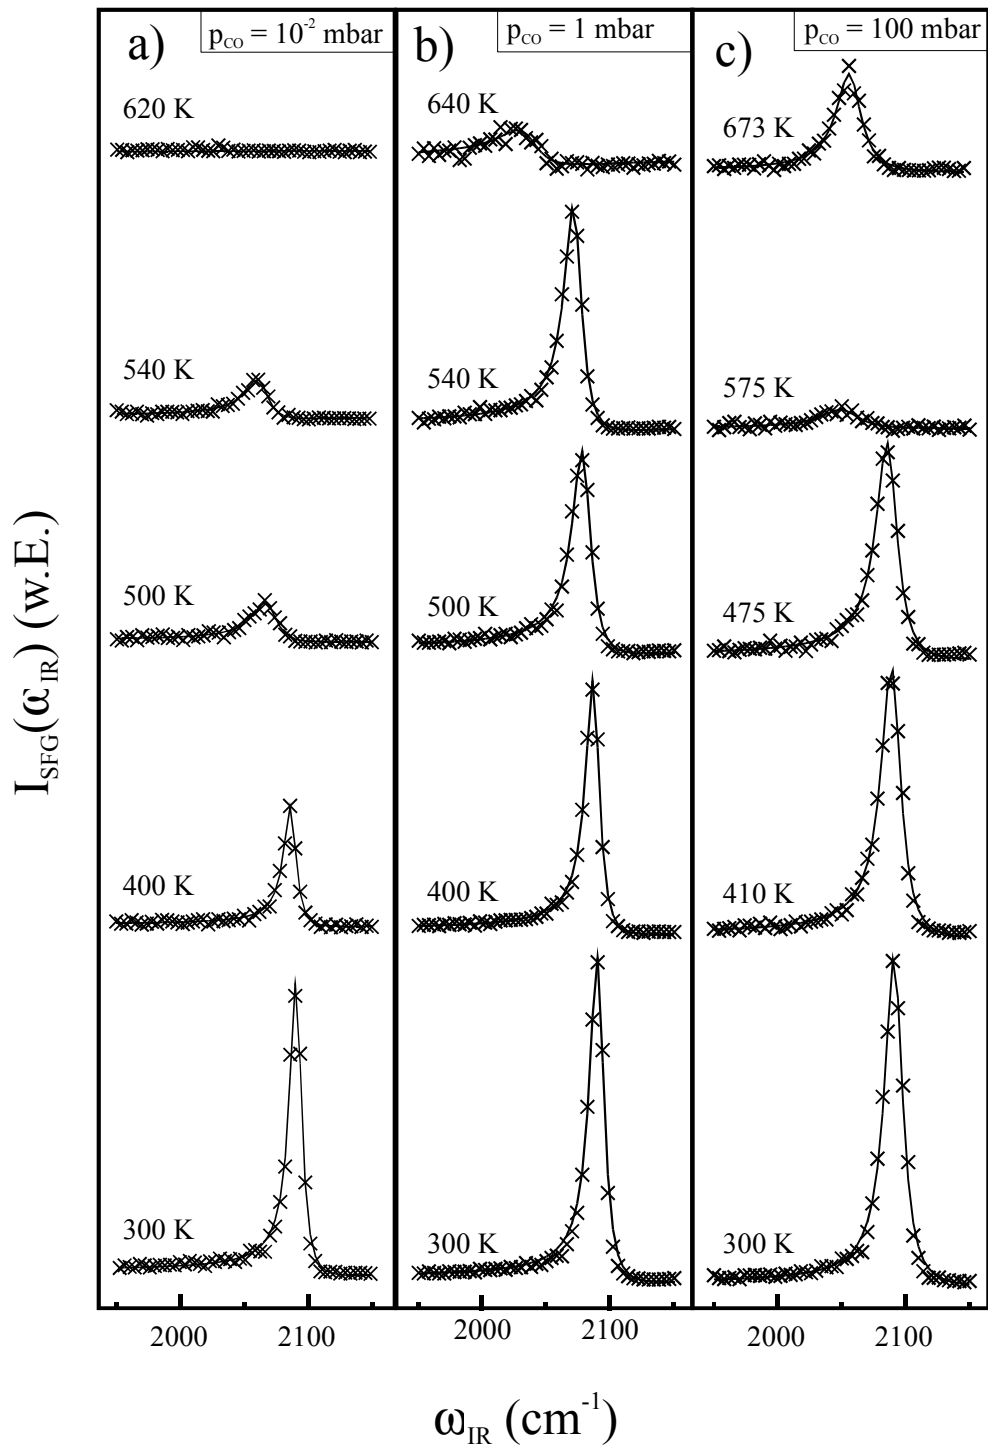 a)
p_CO = 10^-2 mbar
620 K
540 K
500 K
400 K
300 K
2000 2100
b)
p_CO = 1 mbar
640 K
540 K
500 K
400 K
300 K
2000 2100
c)
p_CO = 100 mbar
673 K
575 K
475 K
410 K
300 K
2000 2100
I_SFG(α_IR) (w.E.)
ω_IR (cm^-1)